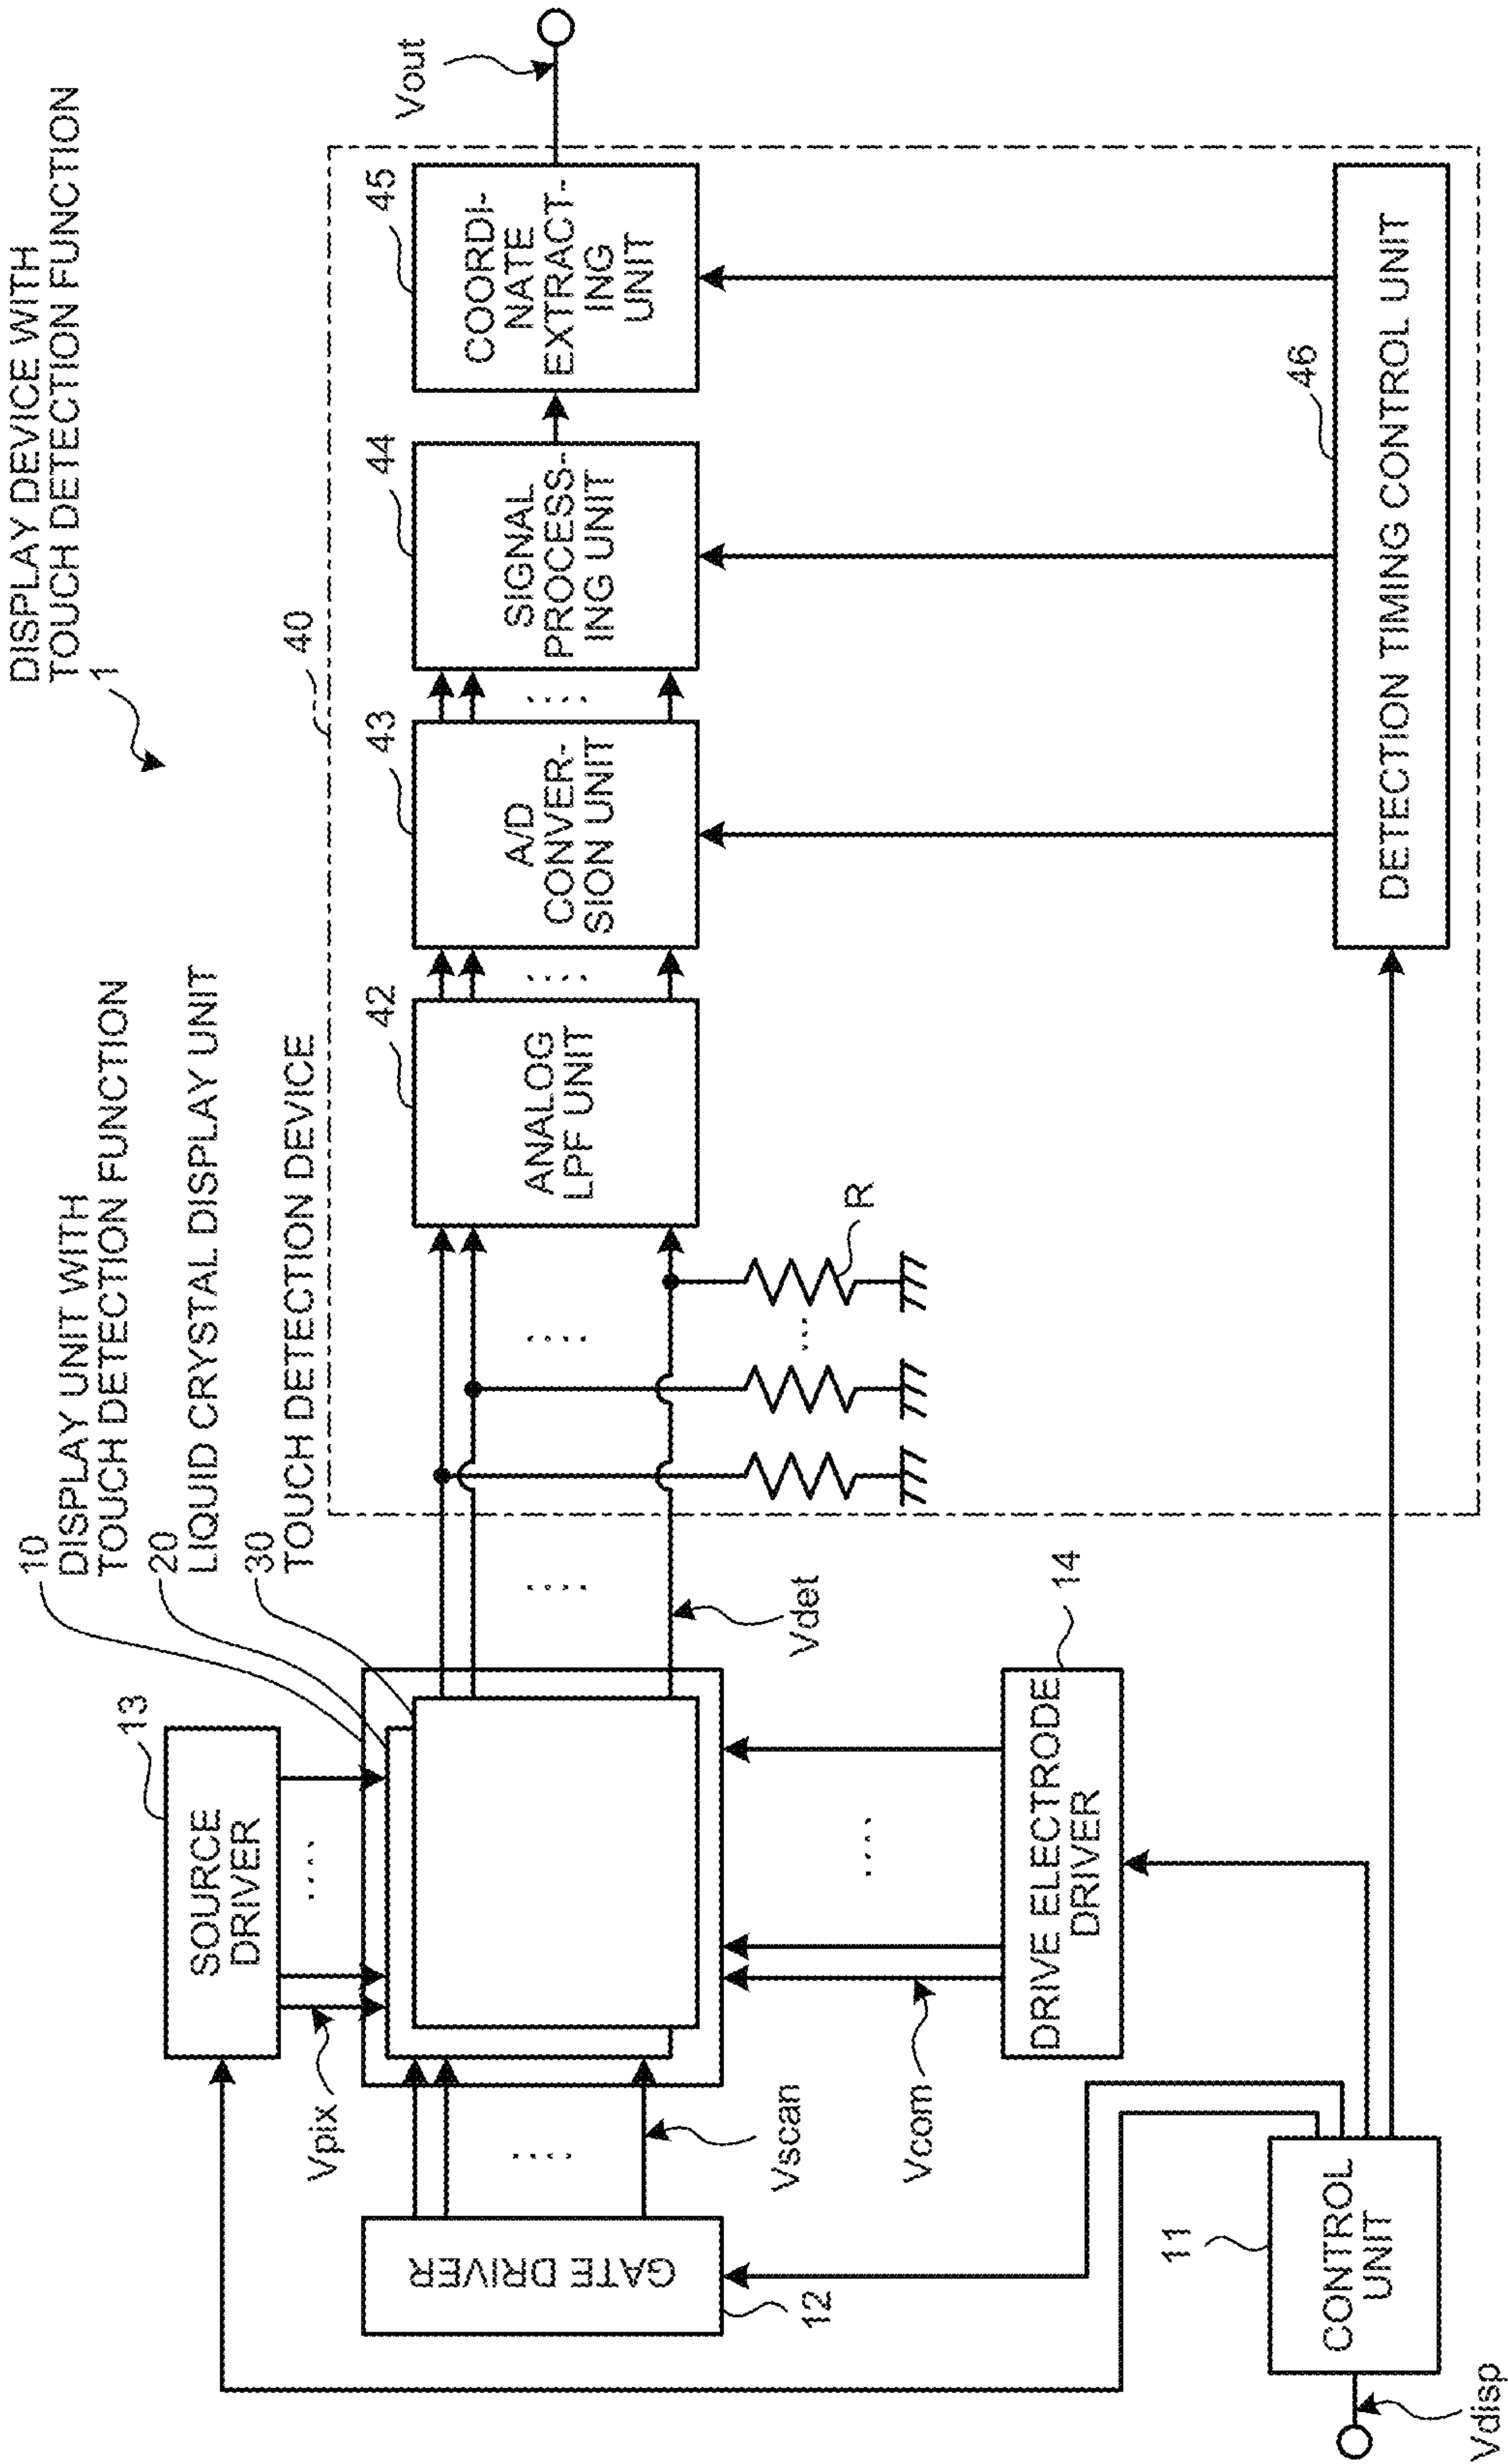 DISPLAY DEVICE WITH
TOUCH DETECTION FUNCTION
1
10
DISPLAY UNIT WITH
TOUCH DETECTION FUNCTION
20
LIQUID CRYSTAL DISPLAY UNIT
30
TOUCH DETECTION DEVICE
40
13
SOURCE
DRIVER
Vpix
GATE DRIVER
12
Vscan
Vcom
Vdet
14
DRIVE ELECTRODE
DRIVER
11
CONTROL
UNIT
Vdisp
R
42
ANALOG
LPF UNIT
43
A/D
CONVER-
SION UNIT
44
SIGNAL
PROCESS-
ING UNIT
45
COORDI-
NATE
EXTRACT-
ING
UNIT
Vout
46
DETECTION TIMING CONTROL UNIT